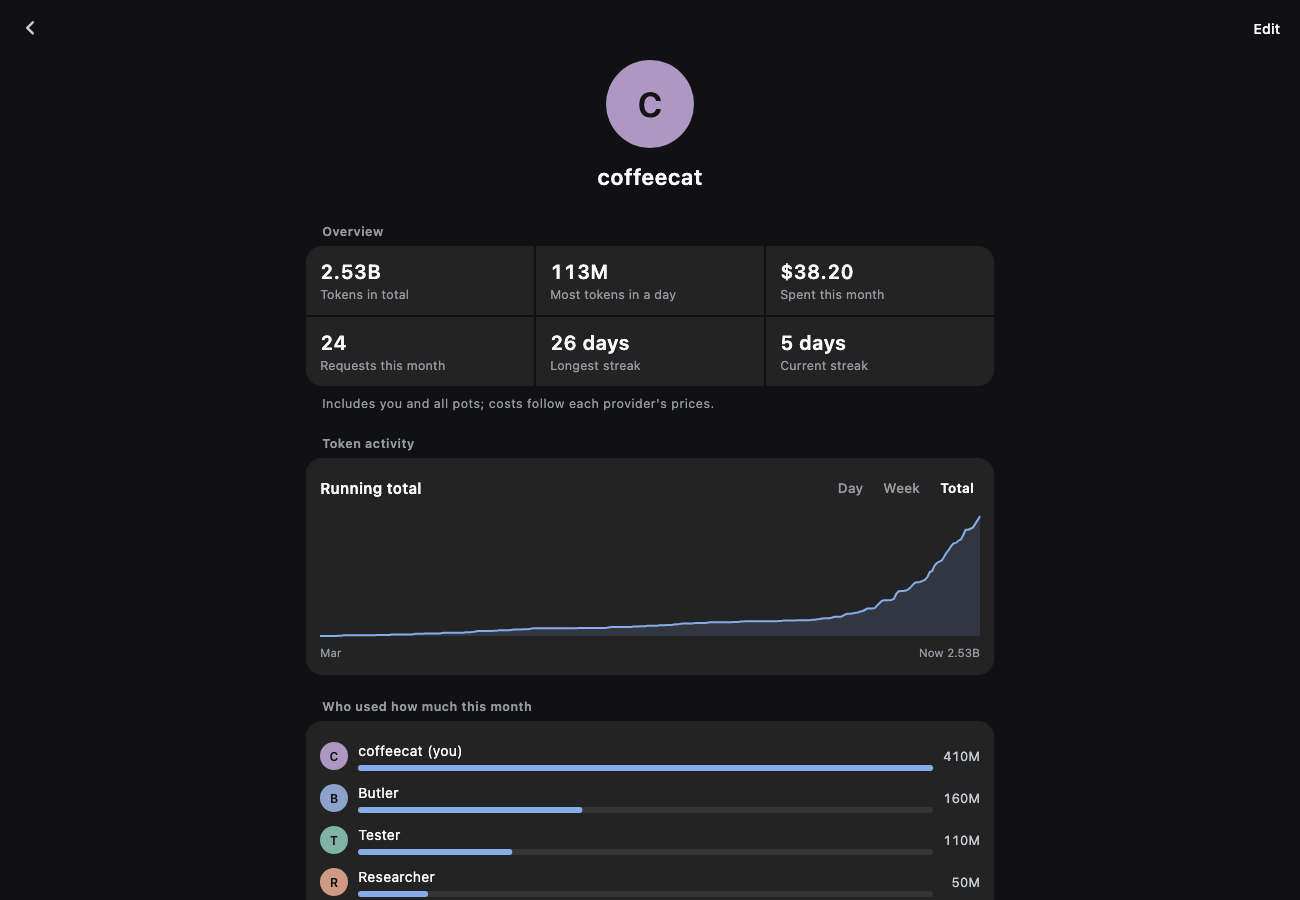 Edit
C
coffeecat
Overview
2.53B
Tokens in total
113M
Most tokens in a day
$38.20
Spent this month
24
Requests this month
26 days
Longest streak
5 days
Current streak
Includes you and all pots; costs follow each provider's prices.
Token activity
Running total
Day Week Total
Mar
Now 2.53B
Who used how much this month
C coffeecat (you) 410M
B Butler 160M
T Tester 110M
R Researcher 50M